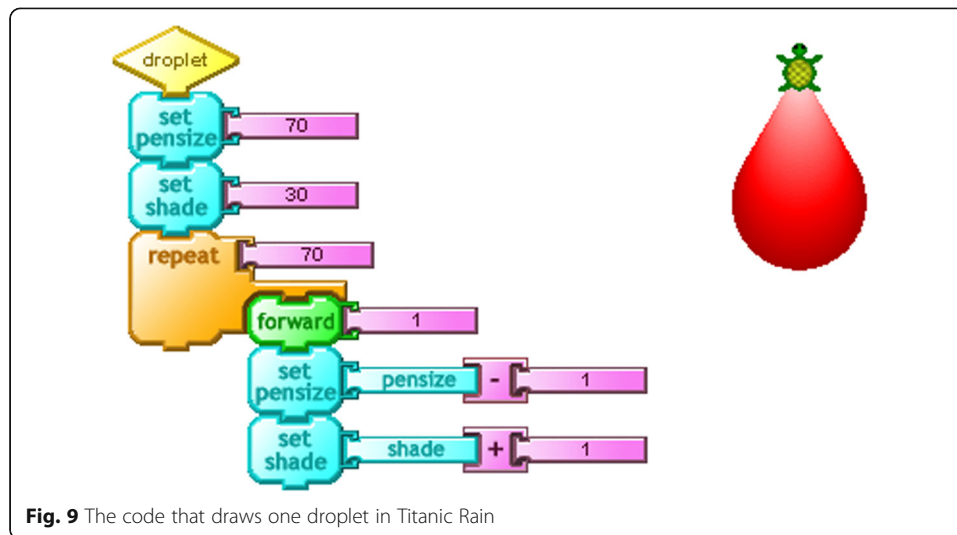 droplet
set
pensize
70
set
shade
30
repeat
70
forward
1
set
pensize
pensize
-
1
set
shade
shade
+
1
Fig. 9 The code that draws one droplet in Titanic Rain